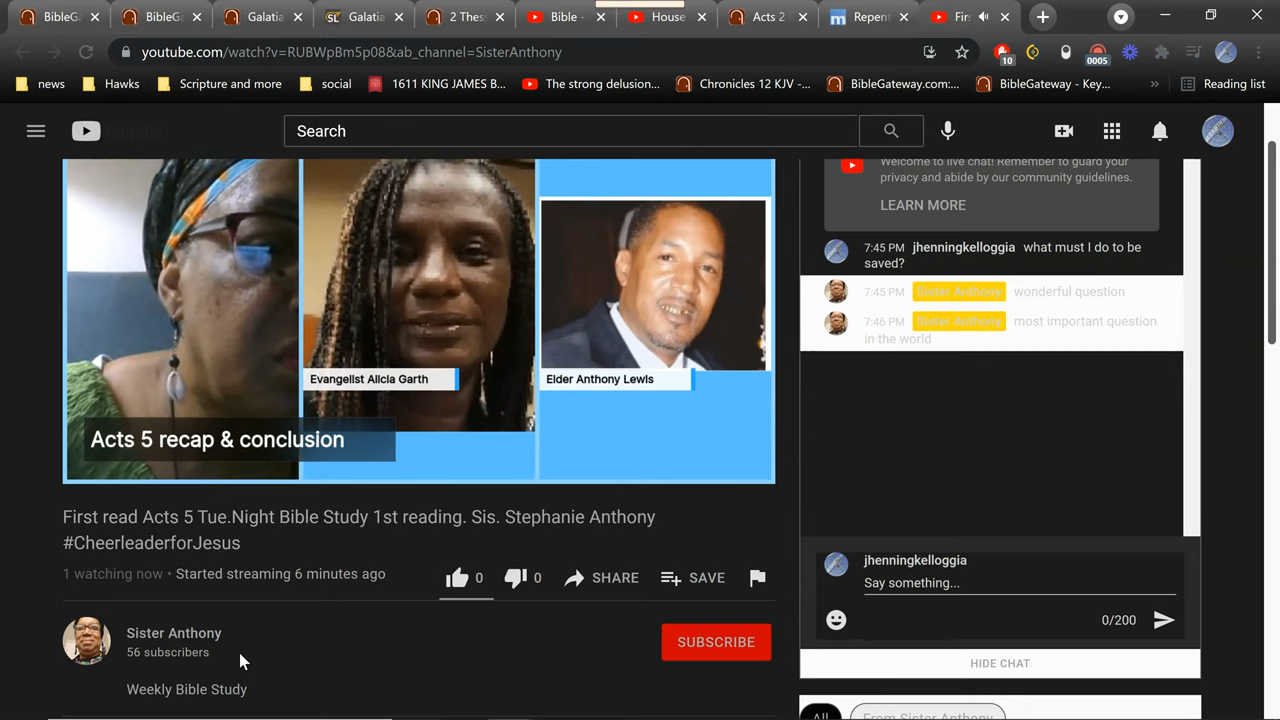 BibleG
BibleG
Galatia
Galatia
2 Thess
Bible -
House
Acts 2
Repent
Firs
youtube.com/watch?v=RUBWpBm5p08&ab_channel=SisterAnthony
10
0005
news
Hawks
Scripture and more
social
1611 KING JAMES B...
The strong delusion...
Chronicles 12 KJV -...
BibleGateway.com:...
BibleGateway - Key...
»
Reading list
Search
Welcome to live chat! Remember to guard your
privacy and abide by our community guidelines.
LEARN MORE
7:45 PM jhenningkelloggia what must I do to be
saved?
7:45 PM Sister Anthony wonderful question
7:46 PM Sister Anthony most important question
in the world
Evangelist Alicia Garth
Elder Anthony Lewis
Acts 5 recap & conclusion
First read Acts 5 Tue.Night Bible Study 1st reading. Sis. Stephanie Anthony
#CheerleaderforJesus
1 watching now • Started streaming 6 minutes ago
0
0
SHARE
SAVE
jhenningkelloggia
Say something...
0/200
HIDE CHAT
Sister Anthony
56 subscribers
SUBSCRIBE
Weekly Bible Study
All
From Sister Anthony